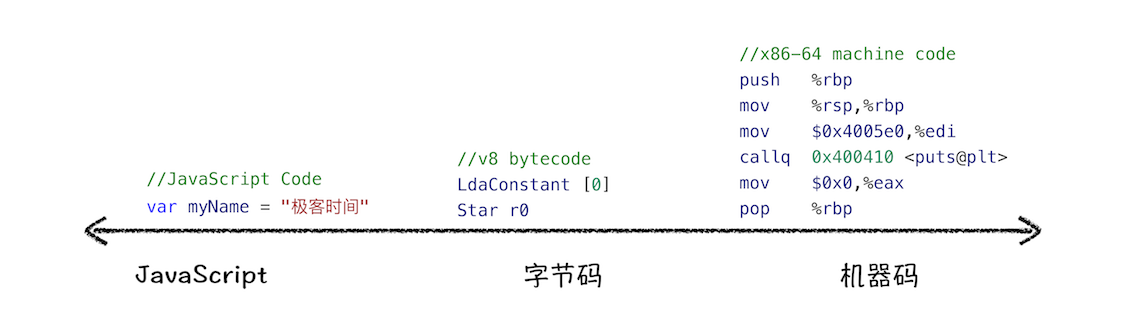 //JavaScript Code
var myName = "极客时间"
//v8 bytecode
LdaConstant [0]
Star r0
//x86-64 machine code
push %rbp
mov %rsp,%rbp
mov $0x4005e0,%edi
callq 0x400410 <puts@plt>
mov $0x0,%eax
pop %rbp
JavaScript
字节码
机器码